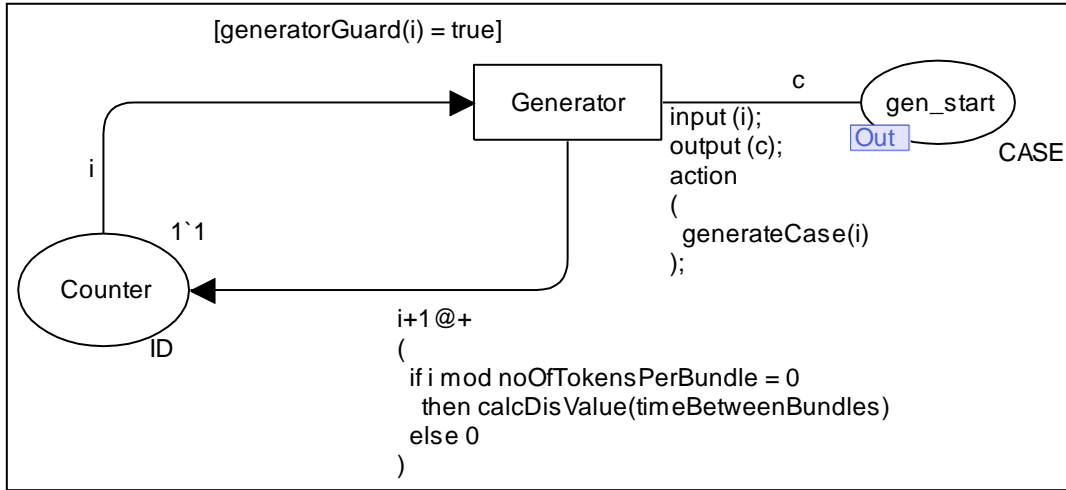 [generatorGuard(i) = true]
Generator
c
gen_start
Out
CASE
input (i);
output (c);
action
(
generateCase(i)
);
i
1`1
Counter
ID
i+1@+
(
if i mod noOfTokensPerBundle = 0
then calcDisValue(timeBetweenBundles)
else 0
)